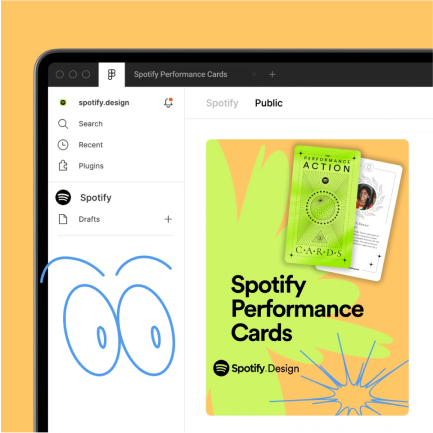 Spotify Performance Cards
spotify.design
Search
Recent
Plugins
Spotify
Drafts
Spotify Public
PERFORMANCE
ACTION
C·A·R·D·S
Spotify
Performance
Cards
Spotify.Design